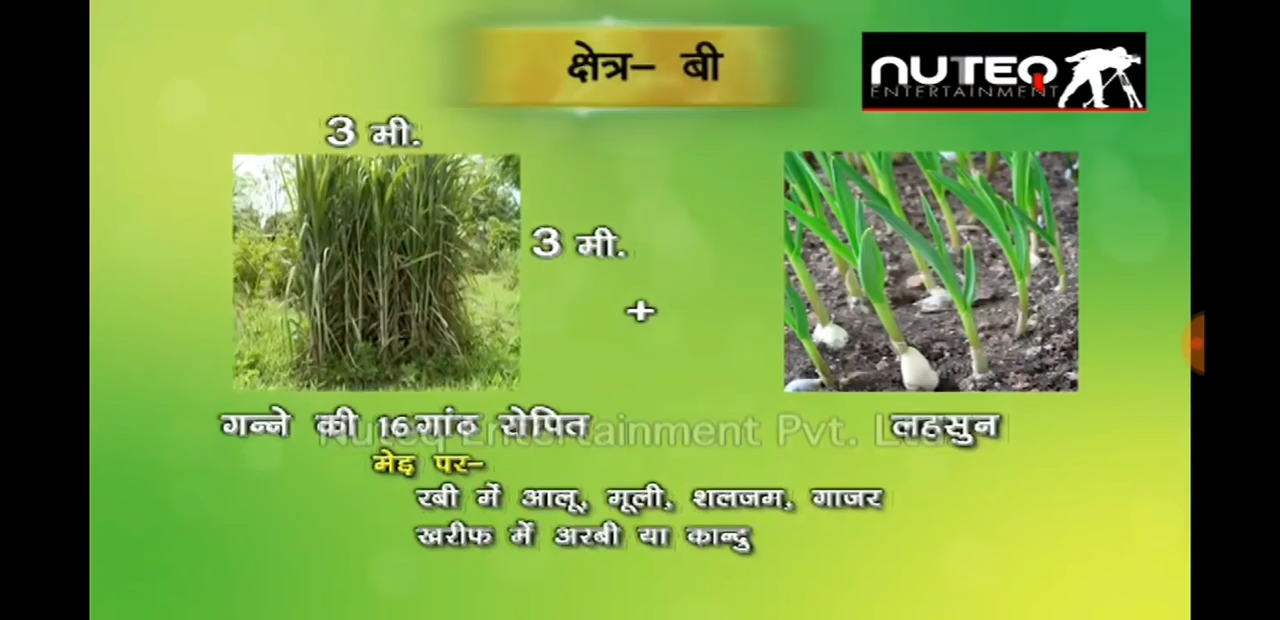 क्षेत्र- बी
NUTEQ
ENTERTAINMENT
3 मी.
3 मी.
+
गन्ने की 16 गांठ रोपित
लहसुन
Nuteq Entertainment Pvt. Ltd.
मेड़ पर-
रबी में आलू, मूली, शलजम, गाजर
खरीफ में अरबी या कान्दु